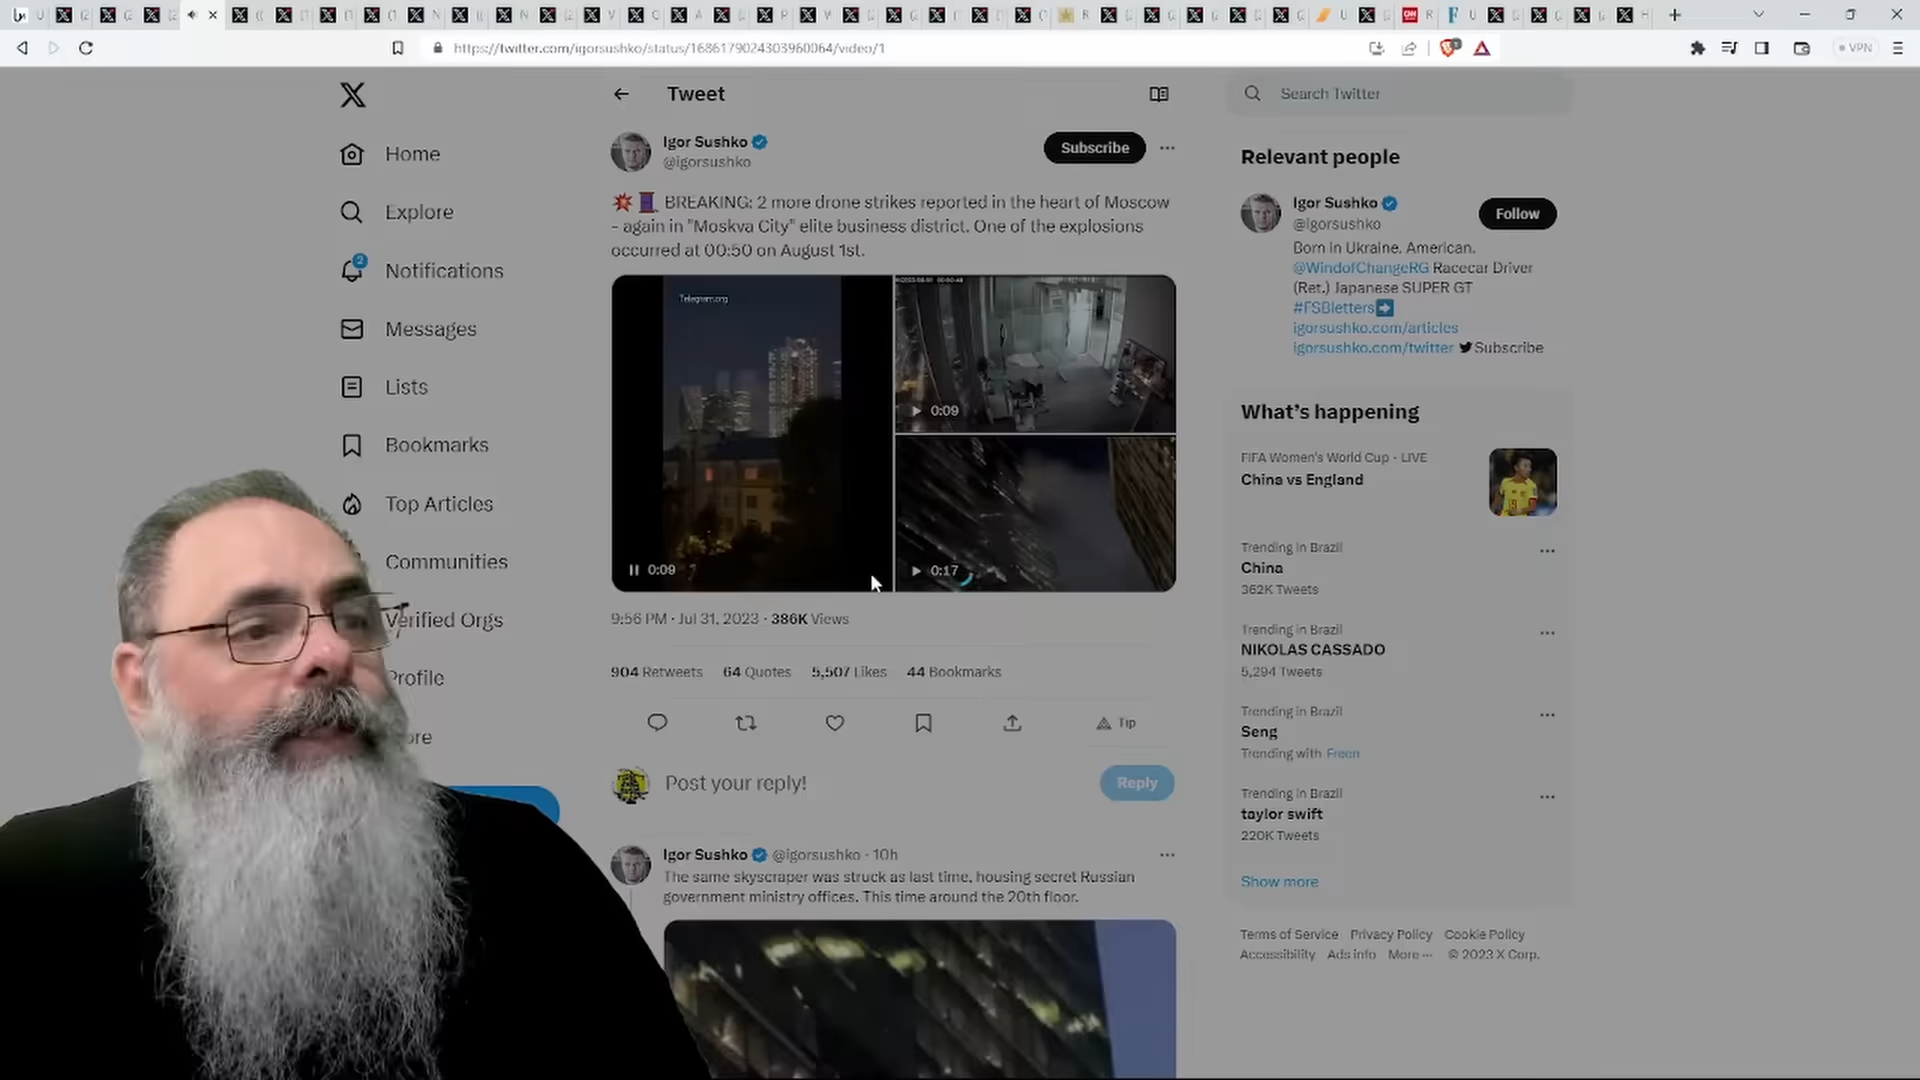 https://twitter.com/igorsushko/status/1686179024303960064/video/1
VPN
Home
Explore
2
Notifications
Messages
Lists
Bookmarks
Top Articles
Communities
Verified Orgs
Profile
ore
Tweet
Igor Sushko
@igorsushko
Subscribe
BREAKING: 2 more drone strikes reported in the heart of Moscow
- again in "Moskva City" elite business district. One of the explosions
occurred at 00:50 on August 1st.
Telegram.org
0:09
0:09
0:17
9:56 PM · Jul 31, 2023 · 386K Views
904 Retweets 64 Quotes 5,507 Likes 44 Bookmarks
Tip
Post your reply!
Reply
Igor Sushko @igorsushko · 10h
The same skyscraper was struck as last time, housing secret Russian
government ministry offices. This time around the 20th floor.
Search Twitter
Relevant people
Igor Sushko
@igorsushko
Follow
Born in Ukraine. American.
@WindofChangeRG Racecar Driver
(Ret.) Japanese SUPER GT
#FSBletters
igorsushko.com/articles
igorsushko.com/twitter Subscribe
What's happening
FIFA Women's World Cup · LIVE
China vs England
Trending in Brazil
China
362K Tweets
Trending in Brazil
NIKOLAS CASSADO
5,294 Tweets
Trending in Brazil
Seng
Trending with Freen
Trending in Brazil
taylor swift
220K Tweets
Show more
Terms of Service Privacy Policy Cookie Policy
Accessibility Ads info More ··· © 2023 X Corp.